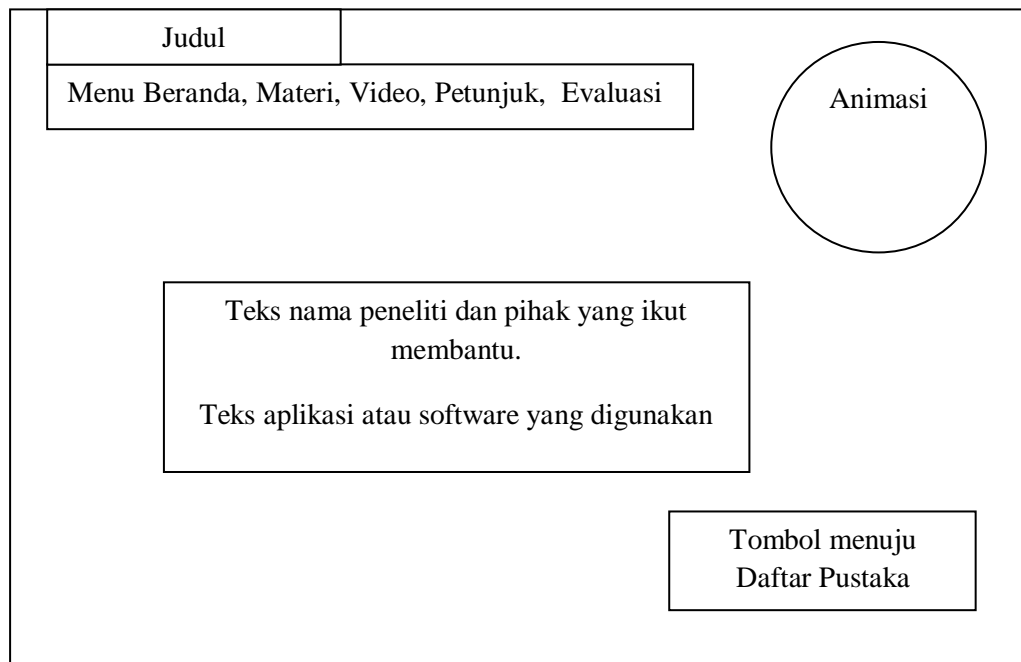 Judul
Menu Beranda, Materi, Video, Petunjuk, Evaluasi
Animasi
Teks nama peneliti dan pihak yang ikut
membantu.
Teks aplikasi atau software yang digunakan
Tombol menuju
Daftar Pustaka